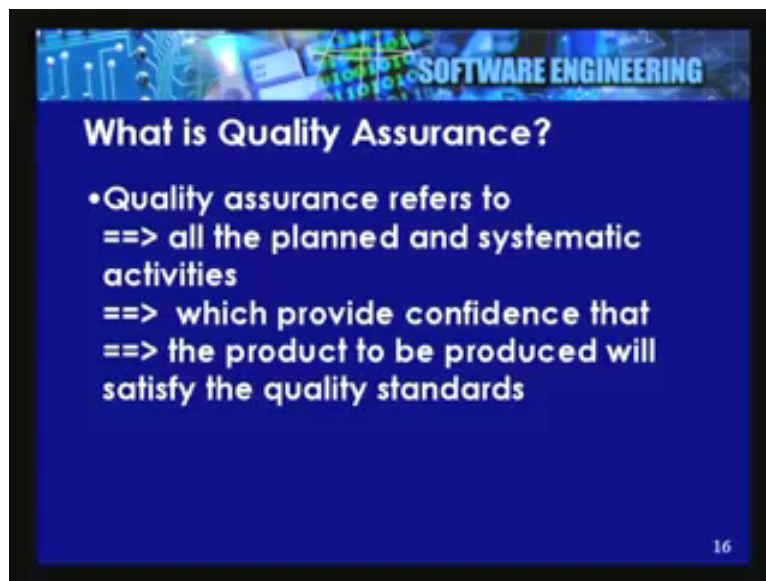 SOFTWARE ENGINEERING
What is Quality Assurance?
•Quality assurance refers to
==> all the planned and systematic
activities
==> which provide confidence that
==> the product to be produced will
satisfy the quality standards
16